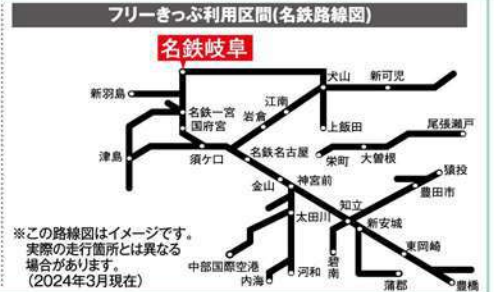 フリーきっぷ利用区間(名鉄路線図)
名鉄岐阜
犬山
新可児
新羽島
江南
名鉄一宮
岩倉
国府宮
上飯田
尾張瀬戸
津島
須ケ口
名鉄名古屋
栄町
大曽根
猿投
金山
神宮前
豊田市
知立
太田川
新安城
※この路線図はイメージです。
実際の走行箇所とは異なる
場合があります。
(2024年3月現在)
東岡崎
中部国際空港
碧南
内海
河和
蒲郡
豊橋